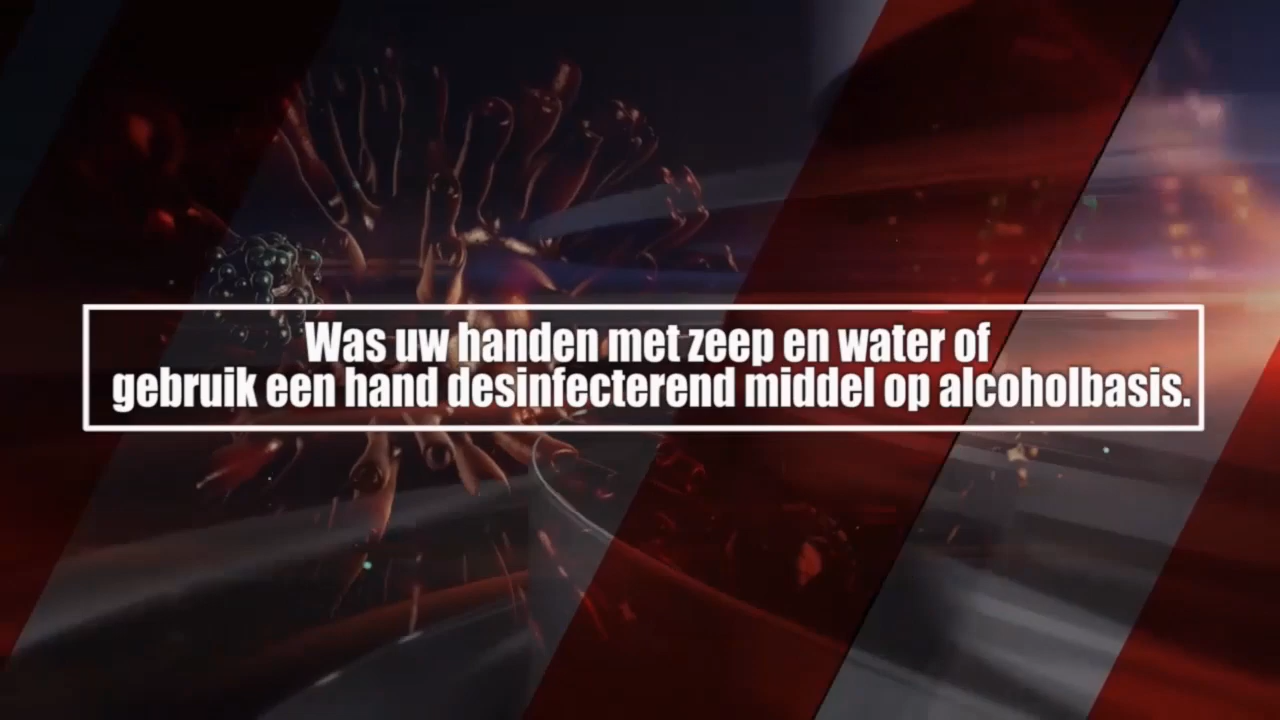 Was uw handen met zeep en water of
gebruik een hand desinfecterend middel op alcoholbasis.